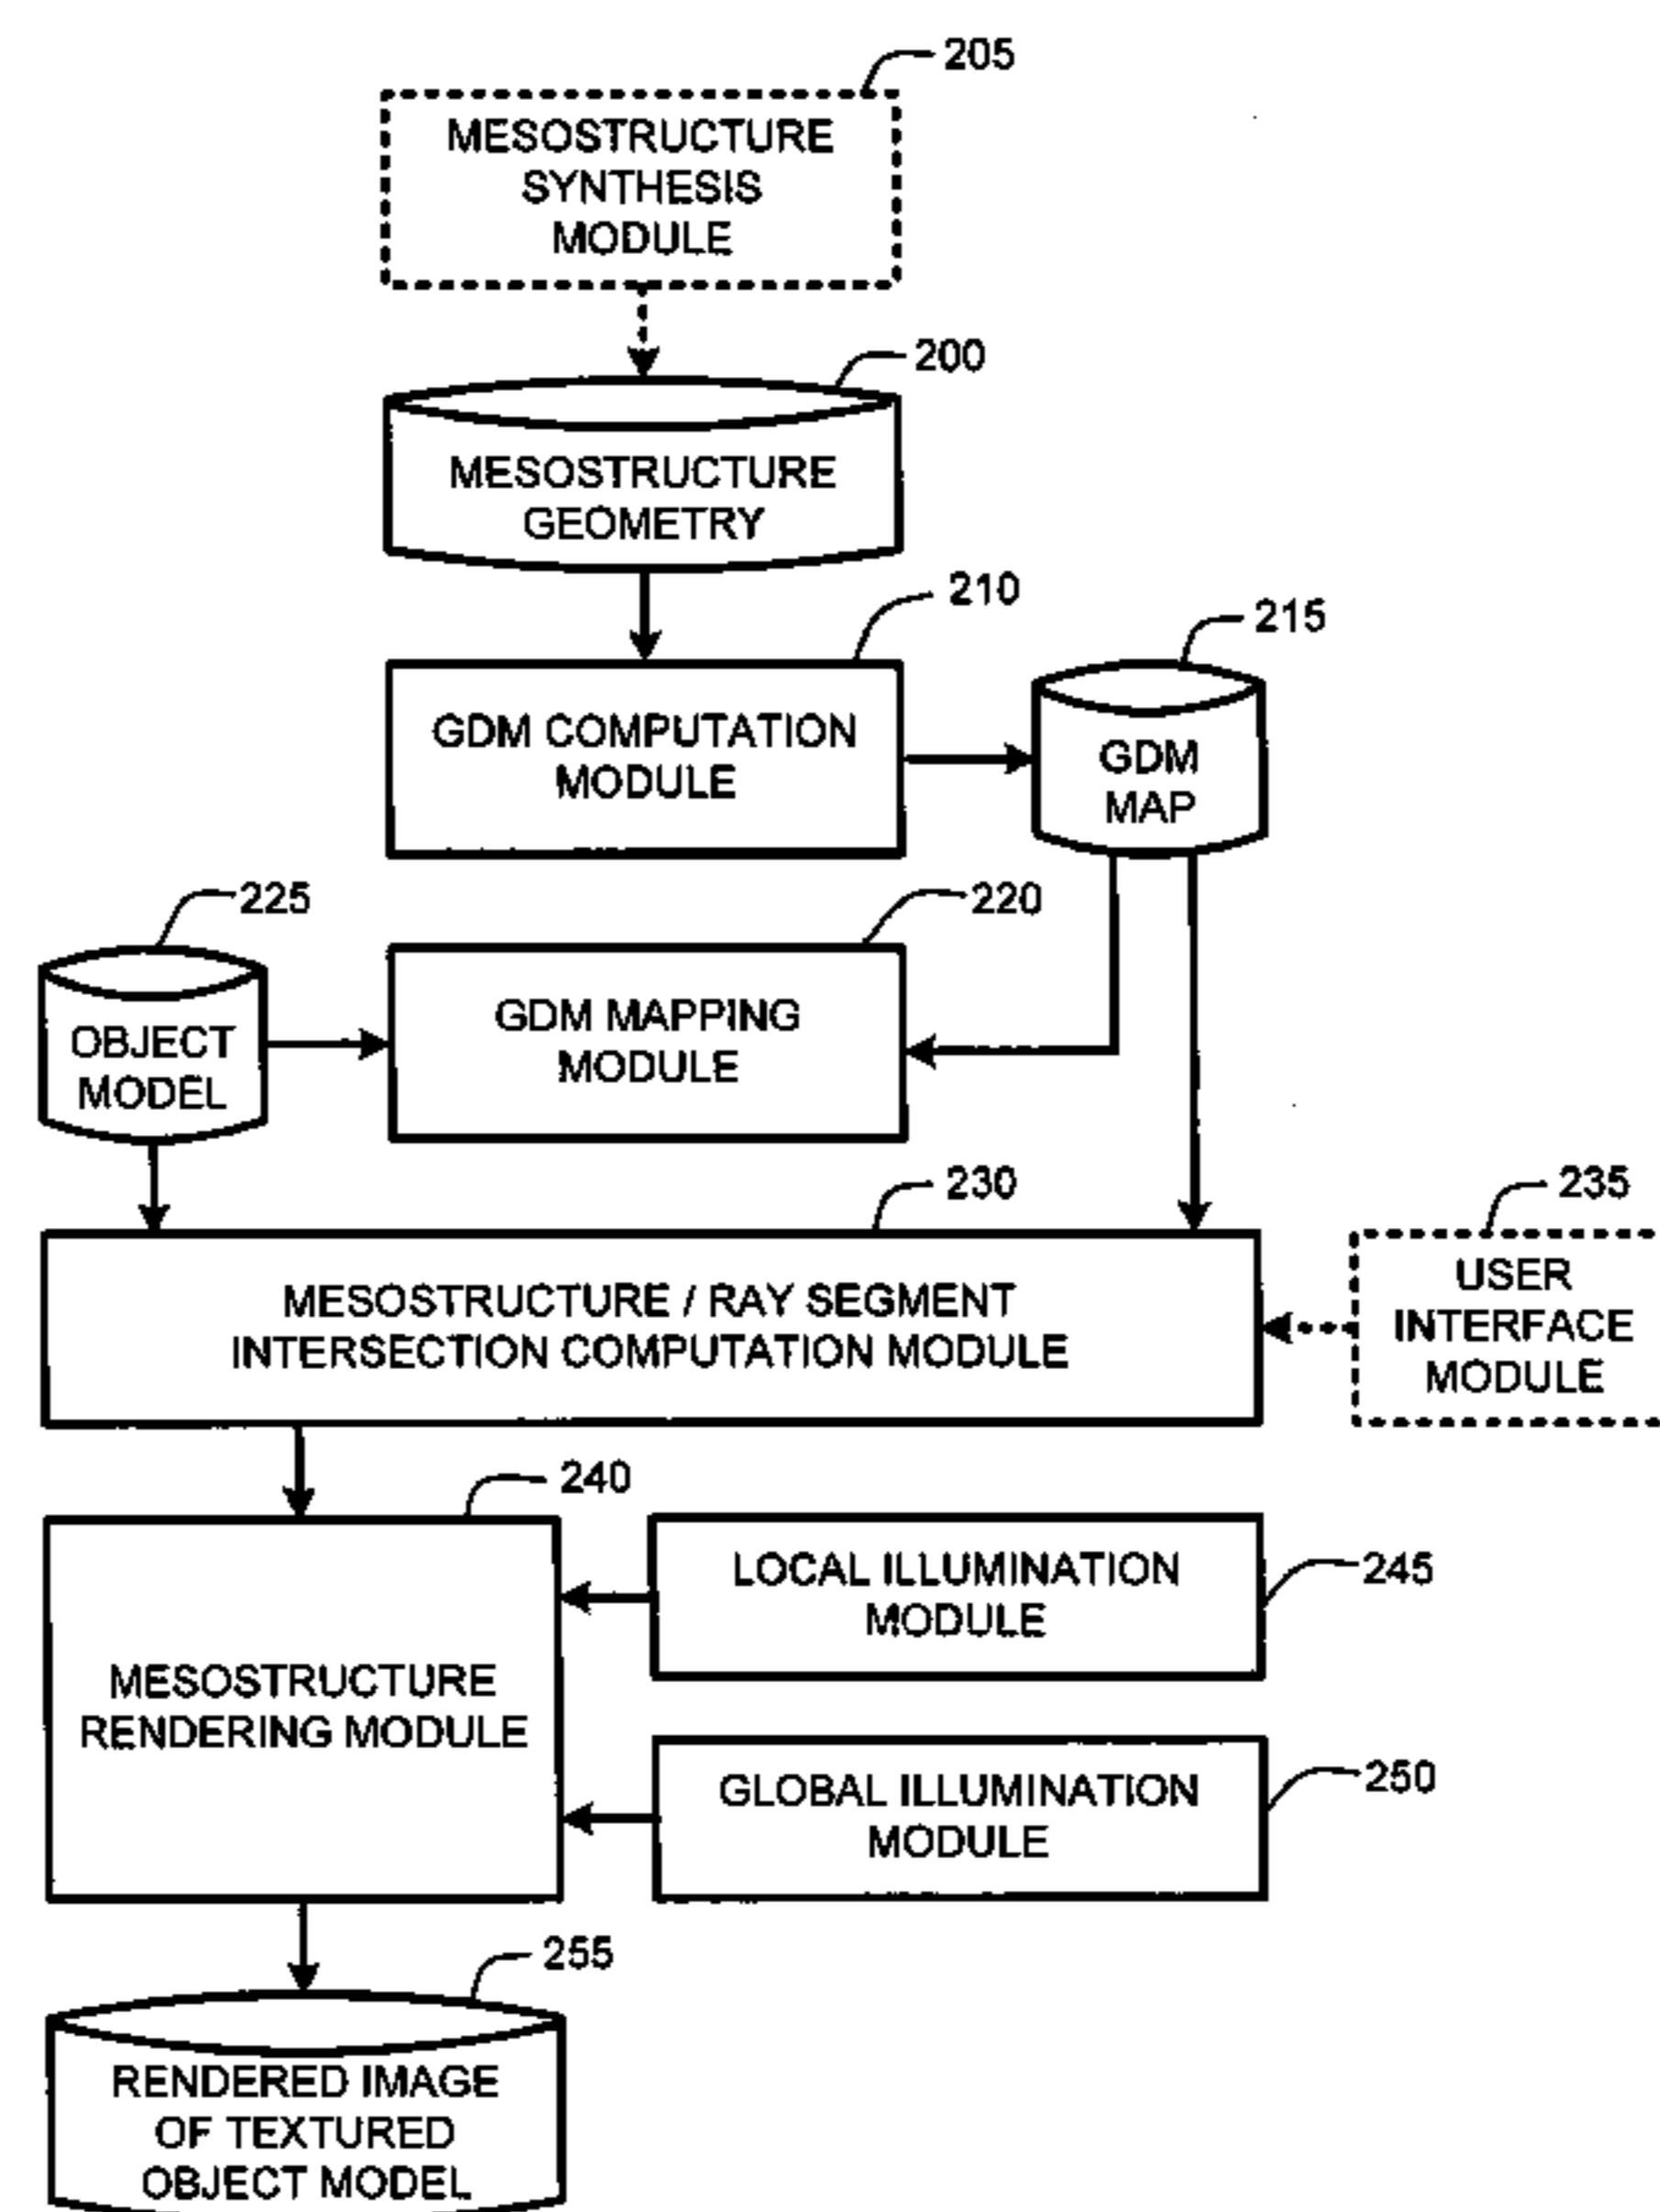 205
MESOSTRUCTURE
SYNTHESIS
MODULE
200
MESOSTRUCTURE
GEOMETRY
210
215
GDM COMPUTATION
MODULE
GDM
MAP
225
220
OBJECT
MODEL
GDM MAPPING
MODULE
230
235
MESOSTRUCTURE / RAY SEGMENT
INTERSECTION COMPUTATION MODULE
USER
INTERFACE
MODULE
240
LOCAL ILLUMINATION
MODULE
245
MESOSTRUCTURE
RENDERING MODULE
GLOBAL ILLUMINATION
MODULE
250
255
RENDERED IMAGE
OF TEXTURED
OBJECT MODEL